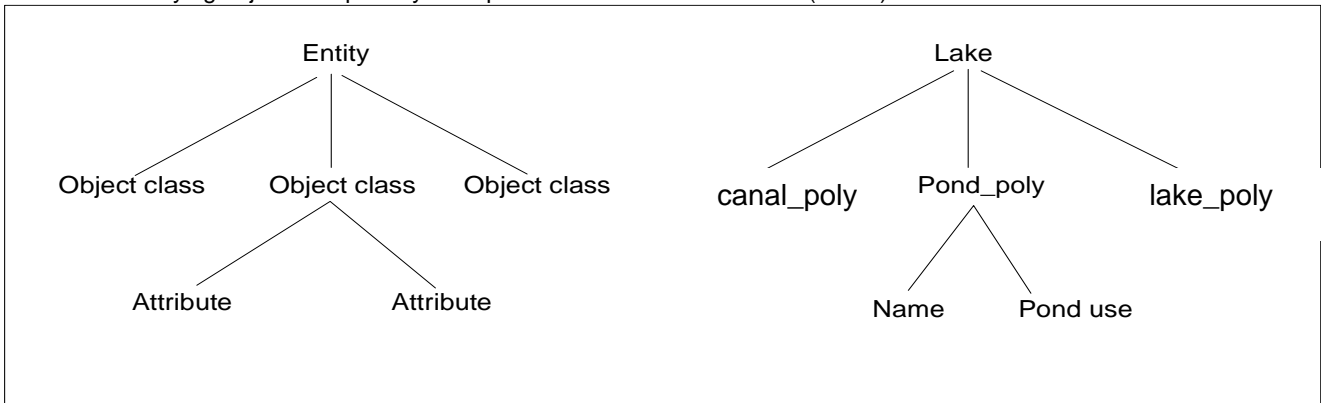 Entity Lake
Object class Object class Object class canal_poly Pond_poly lake_poly
Attribute Attribute Name Pond use